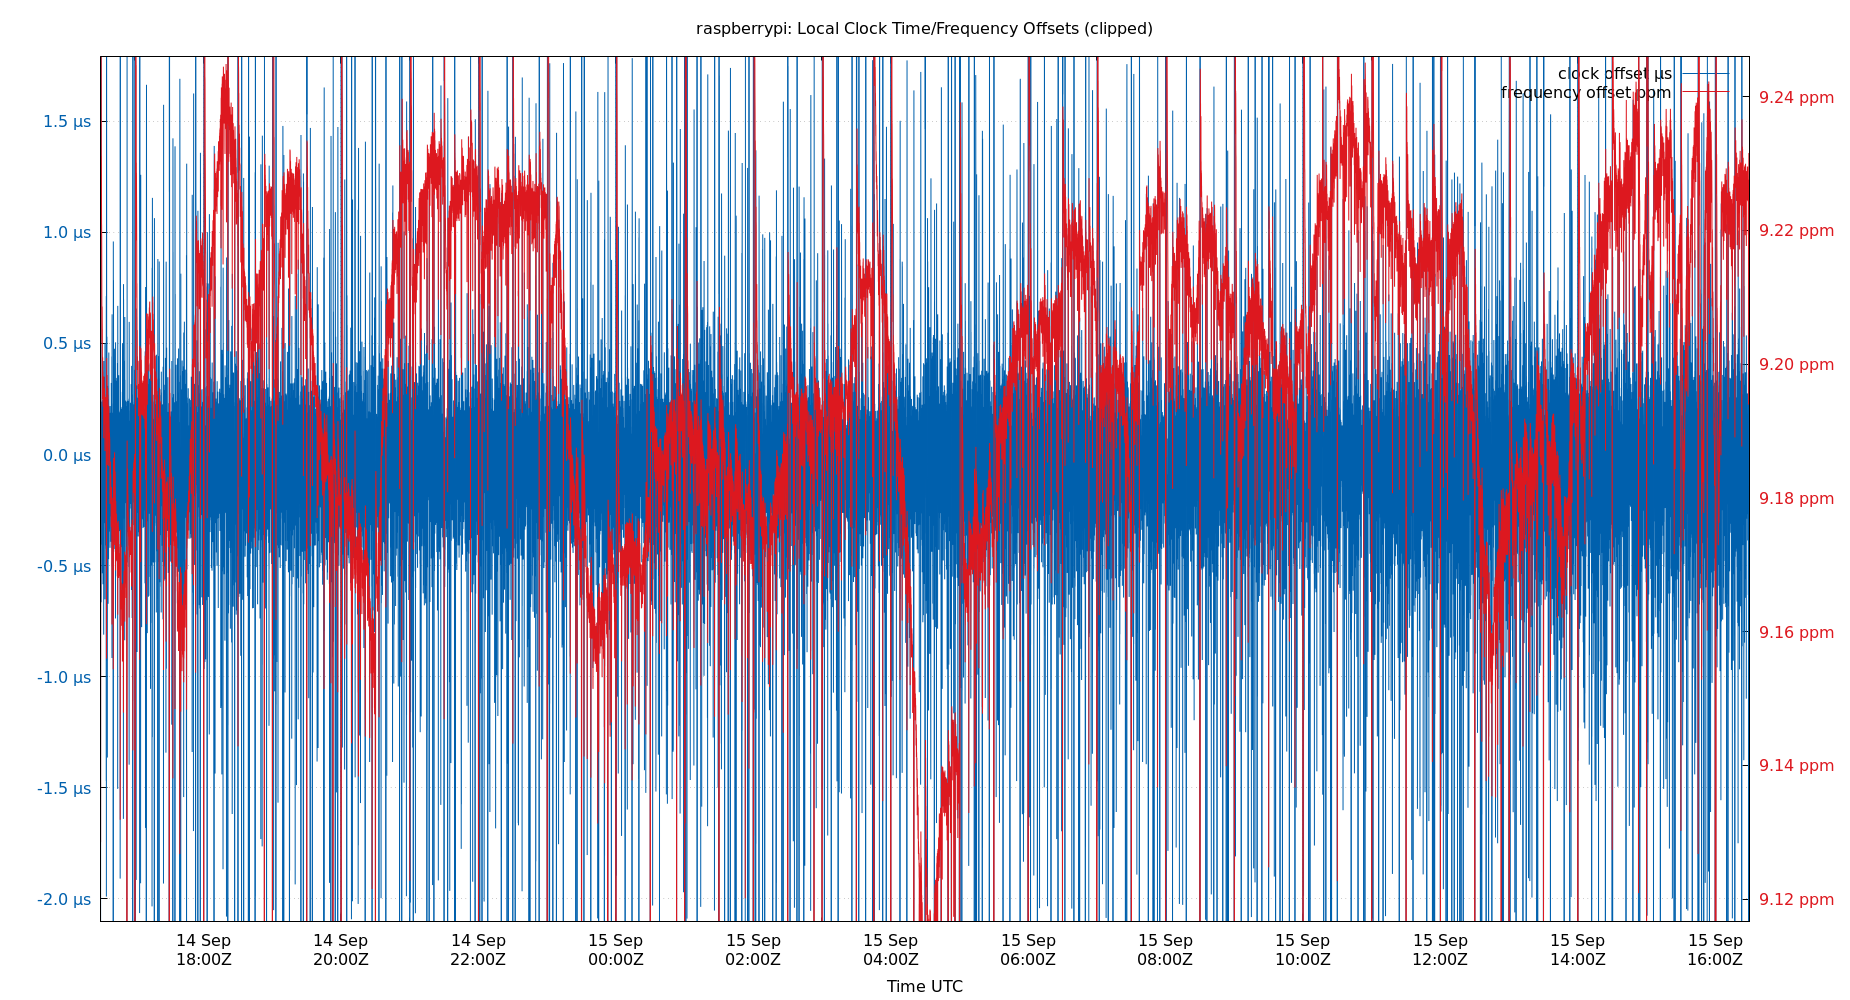 raspberrypi: Local Clock Time/Frequency Offsets (clipped)
clock offset µs
frequency offset ppm
1.5 µs
1.0 µs
0.5 µs
0.0 µs
-0.5 µs
-1.0 µs
-1.5 µs
-2.0 µs
9.24 ppm
9.22 ppm
9.20 ppm
9.18 ppm
9.16 ppm
9.14 ppm
9.12 ppm
14 Sep 14 Sep 14 Sep 15 Sep 15 Sep 15 Sep 15 Sep 15 Sep 15 Sep 15 Sep 15 Sep 15 Sep
18:00Z 20:00Z 22:00Z 00:00Z 02:00Z 04:00Z 06:00Z 08:00Z 10:00Z 12:00Z 14:00Z 16:00Z
Time UTC